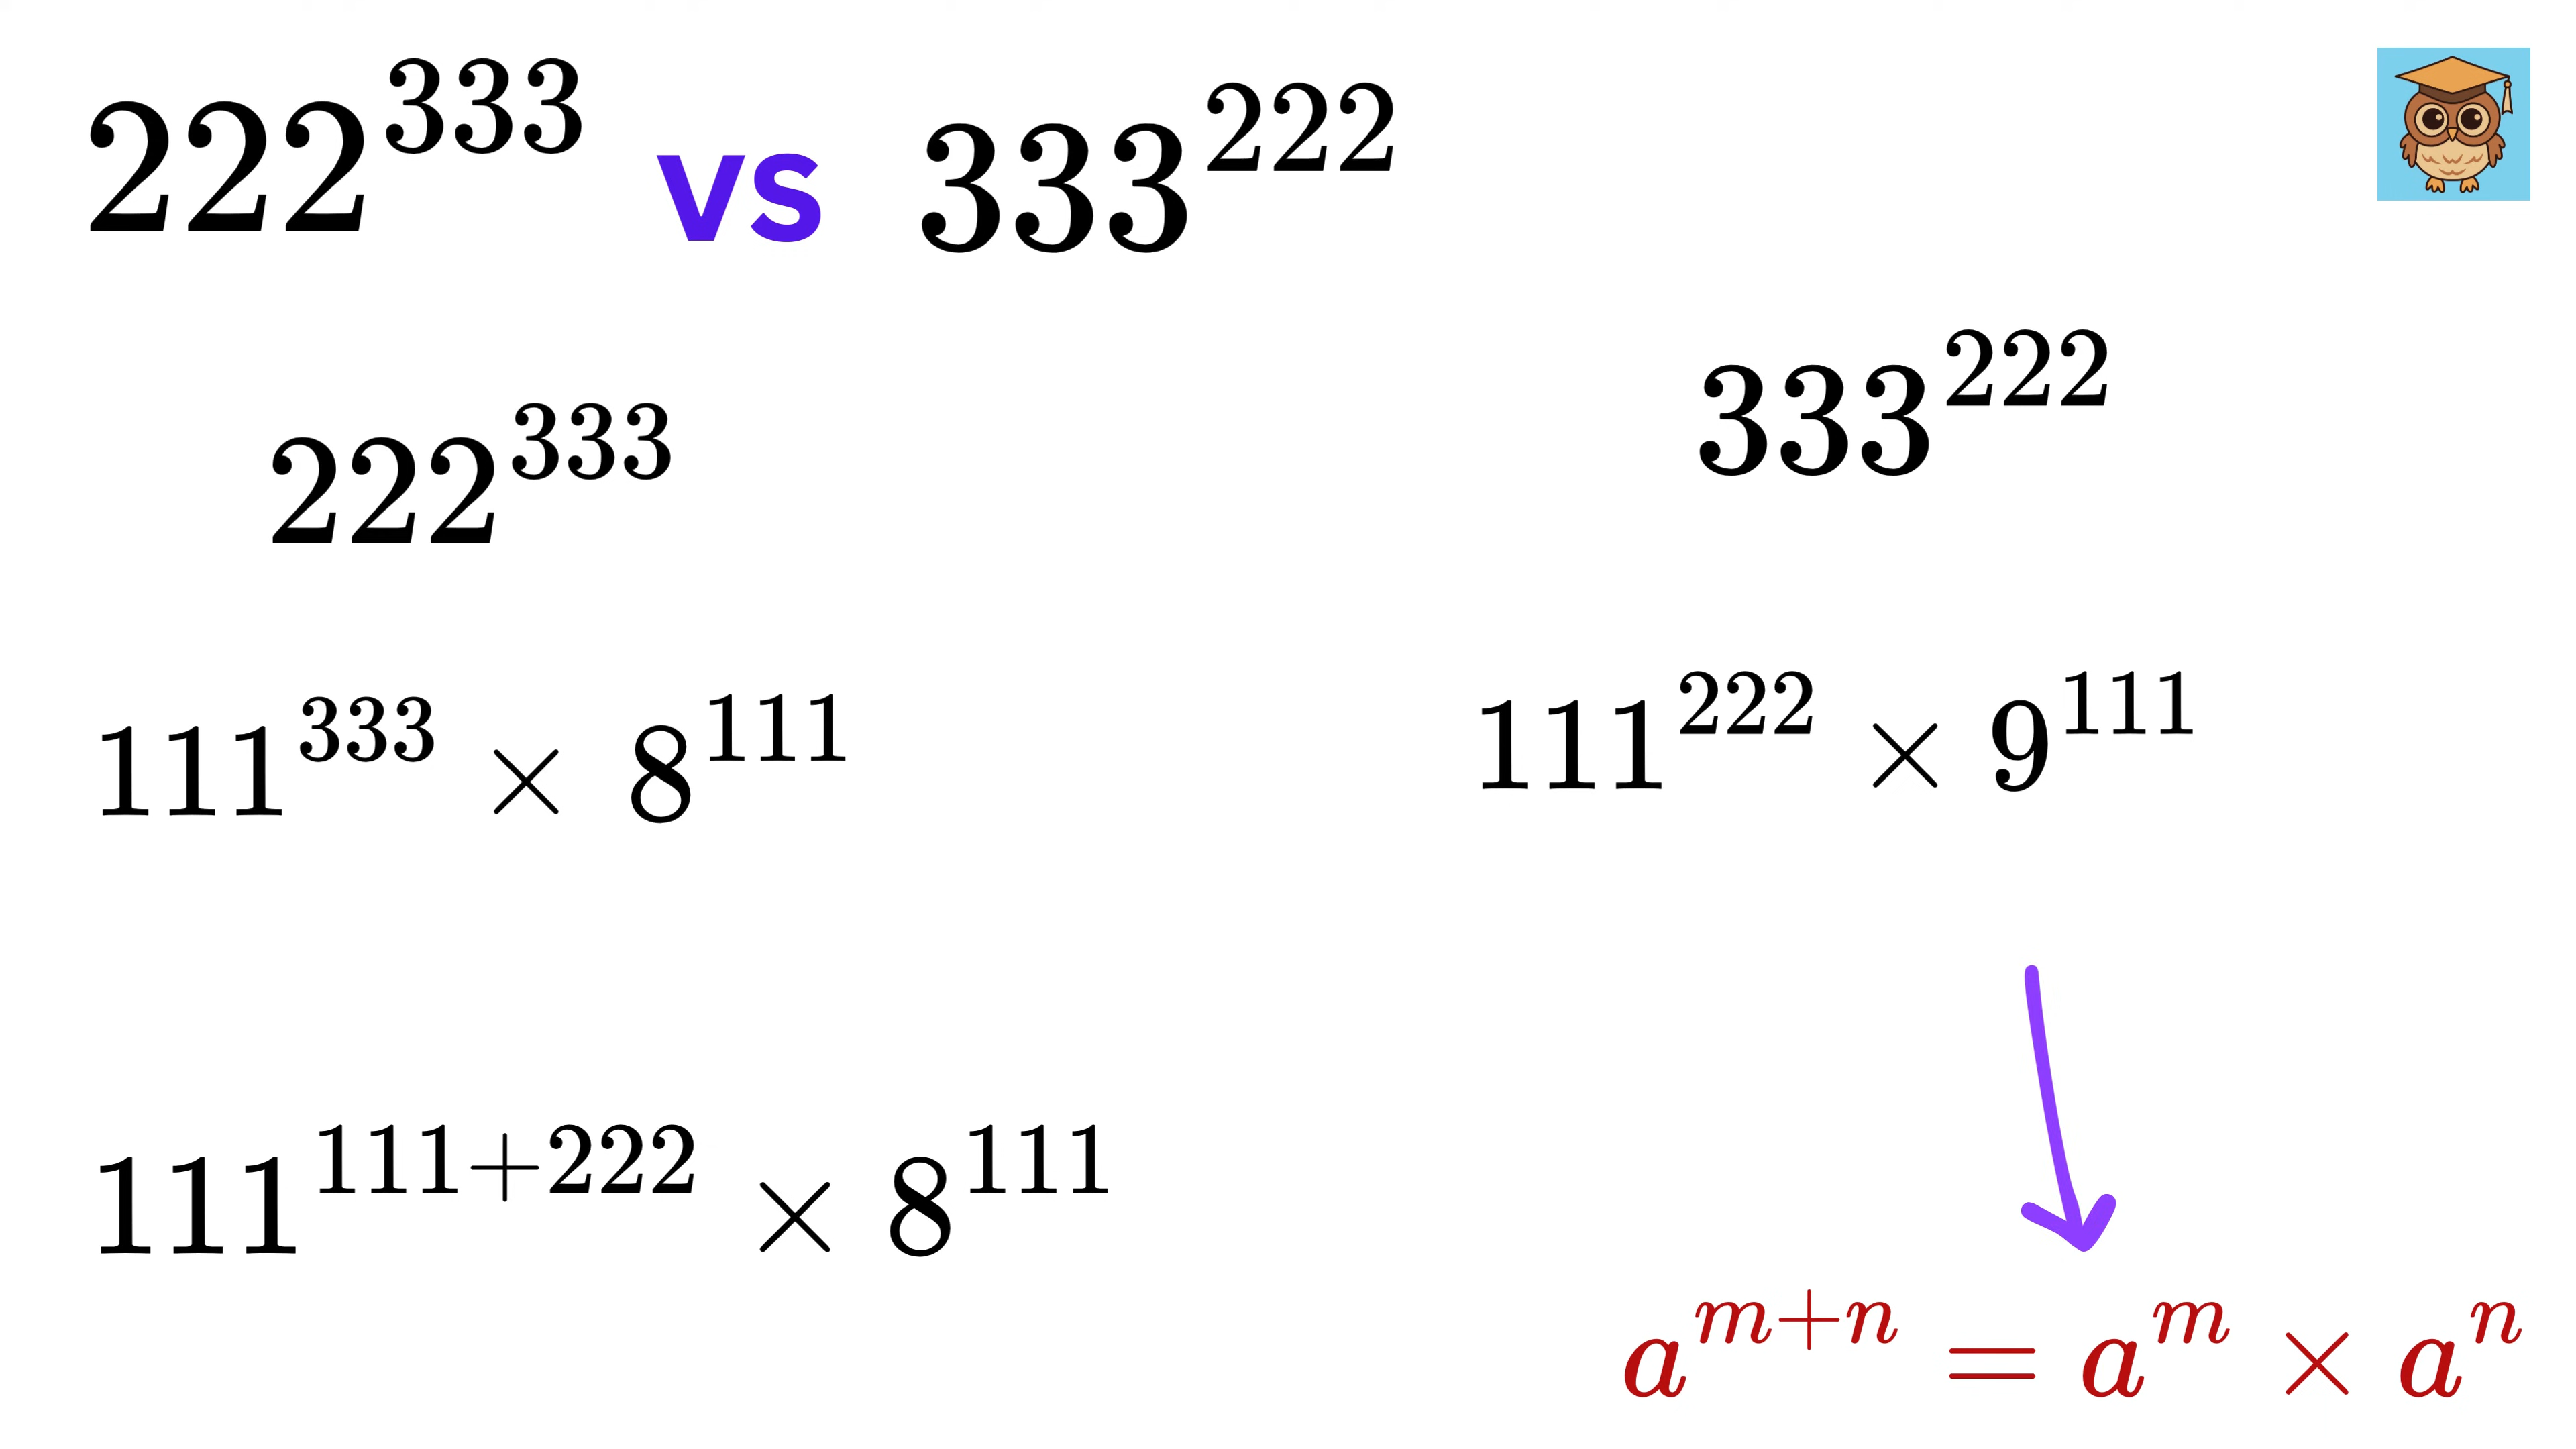 222^333 vs 333^222
333^222
222^333
111^333 × 8^111
111^222 × 9^111
111^111+222 × 8^111
a^m+n = a^m × a^n